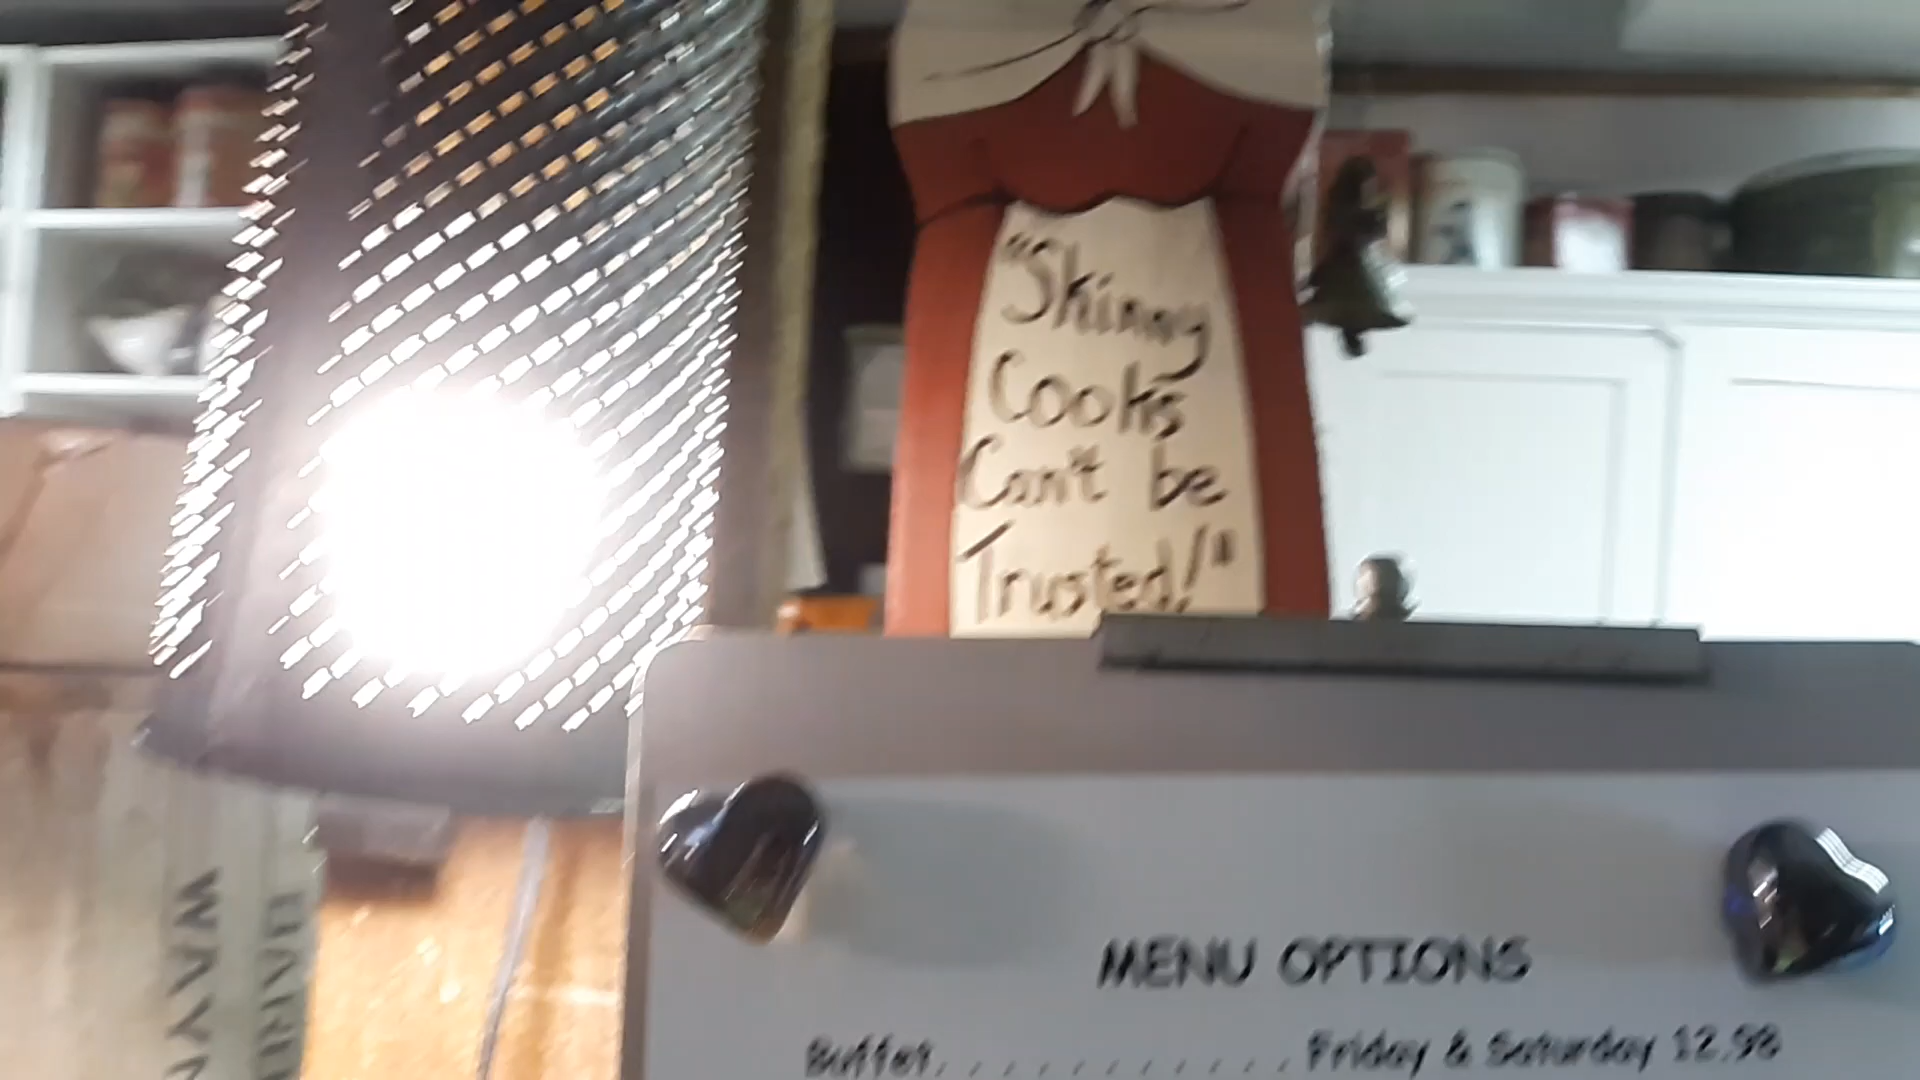 "Skinny
Cooks
Can't be
Trusted!"
MENU OPTIONS
Buffet............Friday & Saturday 12.98